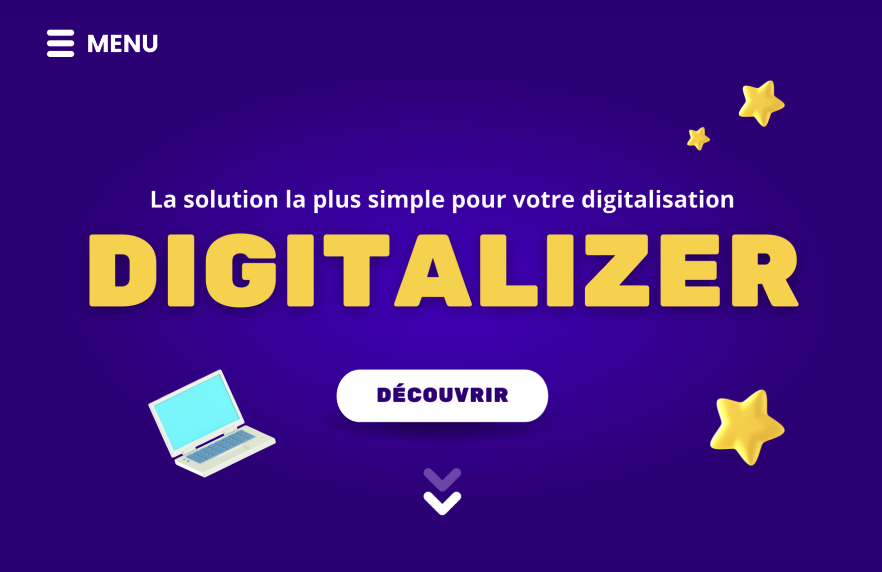 MENU
La solution la plus simple pour votre digitalisation
DIGITALIZER
DÉCOUVRIR